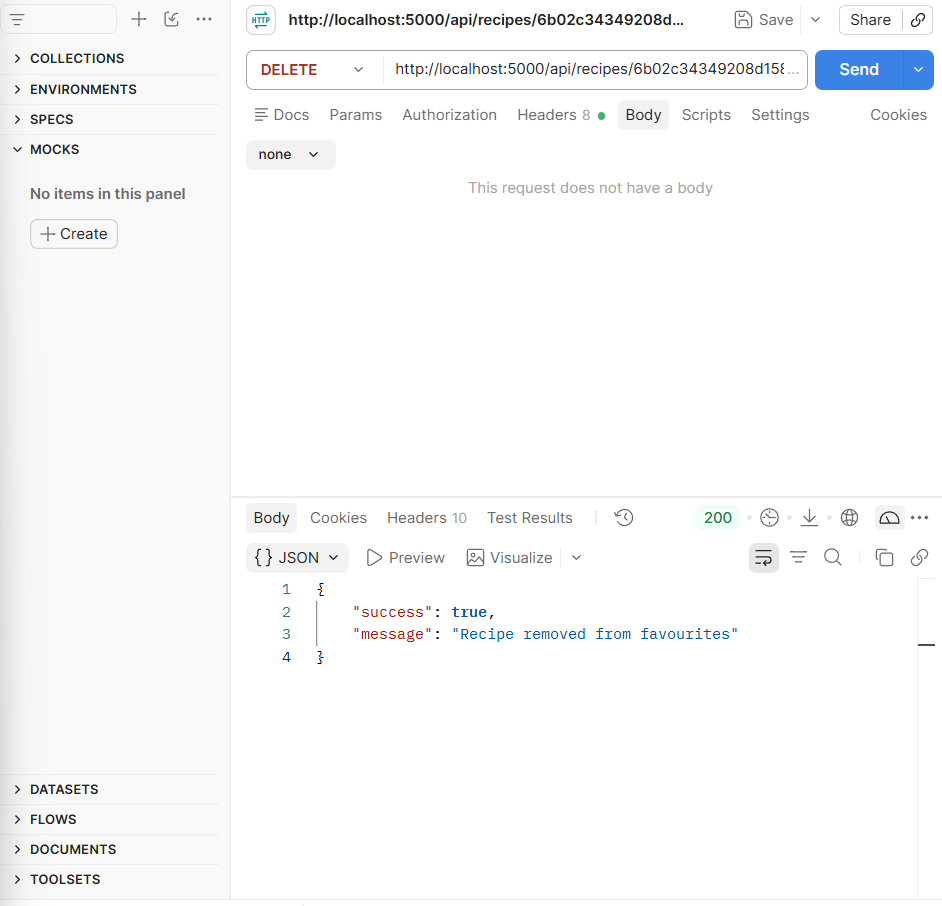 HTTP http://localhost:5000/api/recipes/6b02c34349208d... Save Share
COLLECTIONS
ENVIRONMENTS
SPECS
MOCKS
No items in this panel
Create
DELETE http://localhost:5000/api/recipes/6b02c34349208d158... Send
Docs Params Authorization Headers 8 Body Scripts Settings Cookies
none
This request does not have a body
Body Cookies Headers 10 Test Results 200
{} JSON Preview Visualize
1 {
2 "success": true,
3 "message": "Recipe removed from favourites"
4 }
DATASETS
FLOWS
DOCUMENTS
TOOLSETS